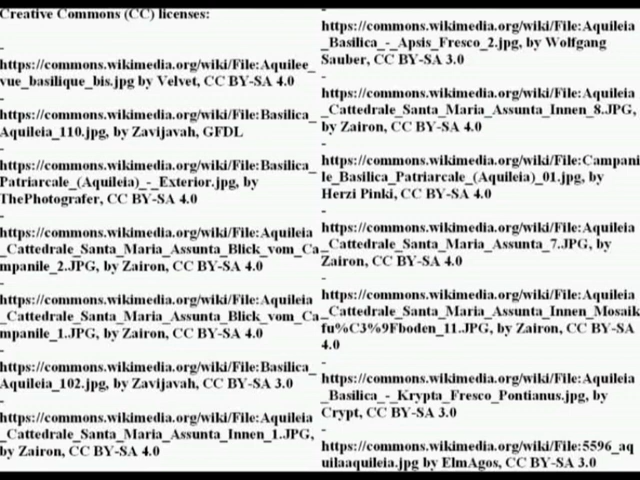 Creative Commons (CC) licenses:
-
https://commons.wikimedia.org/wiki/File:Aquilee_
vue_basilique_bis.jpg by Velvet, CC BY-SA 4.0
-
https://commons.wikimedia.org/wiki/File:Basilica_
Aquileia_110.jpg, by Zavijavah, GFDL
-
https://commons.wikimedia.org/wiki/File:Basilica_
Patriarcale_(Aquileia)_-_Exterior.jpg, by
ThePhotografer, CC BY-SA 4.0
-
https://commons.wikimedia.org/wiki/File:Aquileia
_Cattedrale_Santa_Maria_Assunta_Blick_vom_Ca
mpanile_2.JPG, by Zairon, CC BY-SA 4.0
-
https://commons.wikimedia.org/wiki/File:Aquileia
_Cattedrale_Santa_Maria_Assunta_Blick_vom_Ca
mpanile_1.JPG, by Zairon, CC BY-SA 4.0
-
https://commons.wikimedia.org/wiki/File:Basilica_
Aquileia_102.jpg, by Zavijavah, CC BY-SA 3.0
-
https://commons.wikimedia.org/wiki/File:Aquileia
_Cattedrale_Santa_Maria_Assunta_Innen_1.JPG,
by Zairon, CC BY-SA 4.0
-
https://commons.wikimedia.org/wiki/File:Aquileia
_Basilica_-_Apsis_Fresco_2.jpg, by Wolfgang
Sauber, CC BY-SA 3.0
-
https://commons.wikimedia.org/wiki/File:Aquileia
_Cattedrale_Santa_Maria_Assunta_Innen_8.JPG,
by Zairon, CC BY-SA 4.0
-
https://commons.wikimedia.org/wiki/File:Campani
le_Basilica_Patriarcale_(Aquileia)_01.jpg, by
Herzi Pinki, CC BY-SA 4.0
-
https://commons.wikimedia.org/wiki/File:Aquileia
_Cattedrale_Santa_Maria_Assunta_7.JPG, by
Zairon, CC BY-SA 4.0
-
https://commons.wikimedia.org/wiki/File:Aquileia
_Cattedrale_Santa_Maria_Assunta_Innen_Mosaik
fu%C3%9Fboden_11.JPG, by Zairon, CC BY-SA
4.0
-
https://commons.wikimedia.org/wiki/File:Aquileia
_Basilica_-_Krypta_Fresco_Pontianus.jpg, by
Crypt, CC BY-SA 3.0
-
https://commons.wikimedia.org/wiki/File:5596_aq
uilaaquileia.jpg by ElmAgos, CC BY-SA 3.0